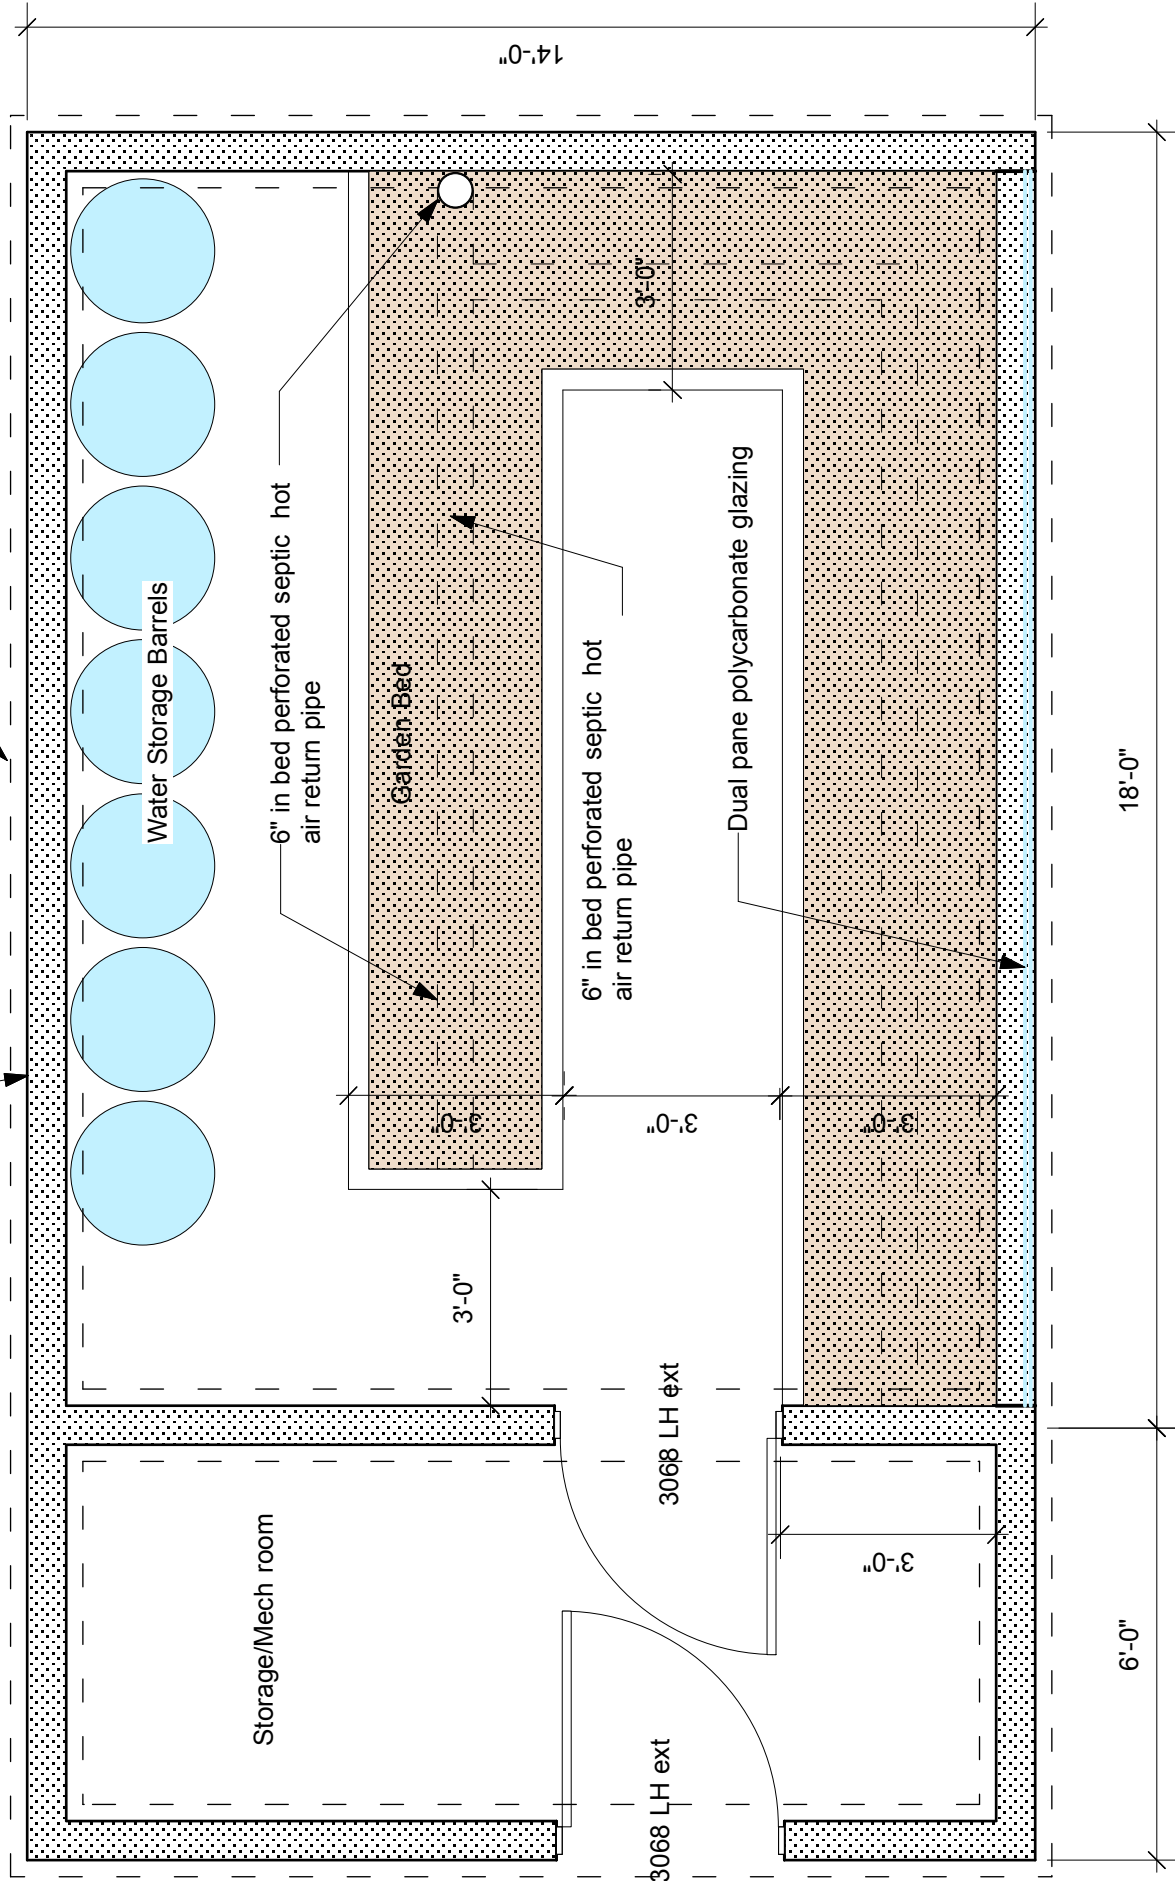 14'-0"
Water Storage Barrels
6" in bed perforated septic hot
air return pipe
Garden Bed
3'-0"
6" in bed perforated septic hot
air return pipe
Dual pane polycarbonate glazing
3'-0"
3'-0"
3'-0"
3'-0"
18'-0"
3068 LH ext
Storage/Mech room
3'-0"
3068 LH ext
6'-0"